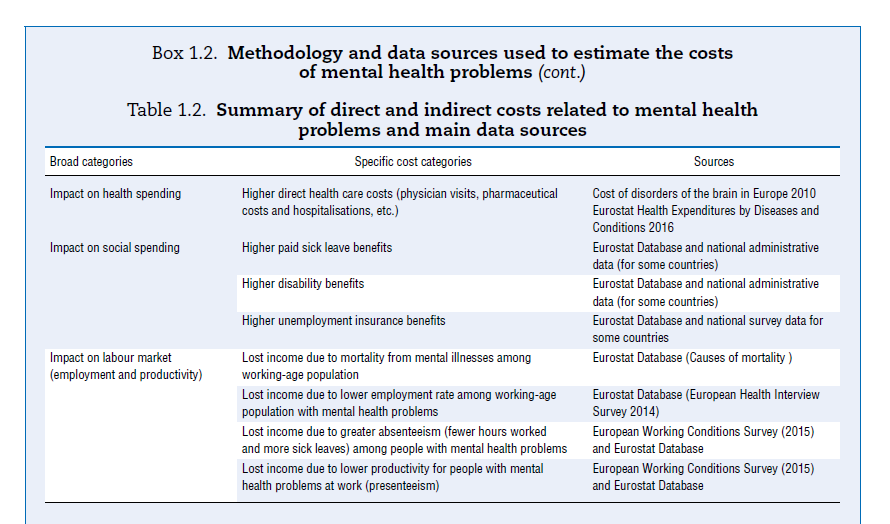 Box 1.2. Methodology and data sources used to estimate the costs
of mental health problems (cont.)
Table 1.2. Summary of direct and indirect costs related to mental health
problems and main data sources
Broad categories Specific cost categories Sources
Impact on health spending Higher direct health care costs (physician visits, pharmaceutical Cost of disorders of the brain in Europe 2010
costs and hospitalisations, etc.) Eurostat Health Expenditures by Diseases and
Conditions 2016
Impact on social spending Higher paid sick leave benefits Eurostat Database and national administrative
data (for some countries)
Higher disability benefits Eurostat Database and national administrative
data (for some countries)
Higher unemployment insurance benefits Eurostat Database and national survey data for
some countries
Impact on labour market Lost income due to mortality from mental illnesses among Eurostat Database (Causes of mortality )
(employment and productivity) working-age population
Lost income due to lower employment rate among working-age Eurostat Database (European Health Interview
population with mental health problems Survey 2014)
Lost income due to greater absenteeism (fewer hours worked European Working Conditions Survey (2015)
and more sick leaves) among people with mental health problems and Eurostat Database
Lost income due to lower productivity for people with mental European Working Conditions Survey (2015)
health problems at work (presenteeism) and Eurostat Database